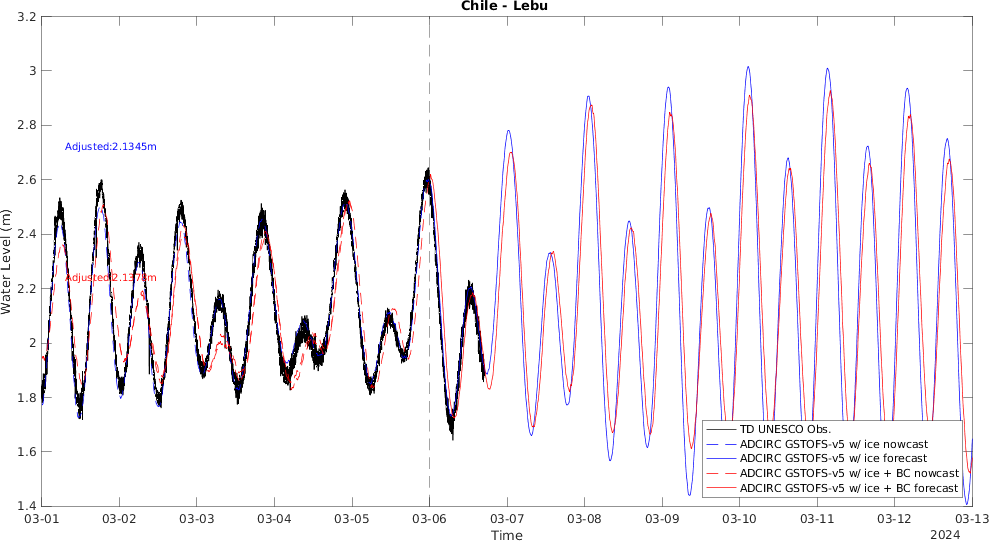 Chile - Lebu
3.2
3
2.8
2.6
2.4
2.2
2
1.8
1.6
1.4
Water Level (m)
Adjusted:2.1345m
Adjusted:2.1378m
TD UNESCO Obs.
ADCIRC GSTOFS-v5 w/ ice nowcast
ADCIRC GSTOFS-v5 w/ ice forecast
ADCIRC GSTOFS-v5 w/ ice + BC nowcast
ADCIRC GSTOFS-v5 w/ ice + BC forecast
03-01 03-02 03-03 03-04 03-05 03-06 03-07 03-08 03-09 03-10 03-11 03-12 03-13
Time
2024